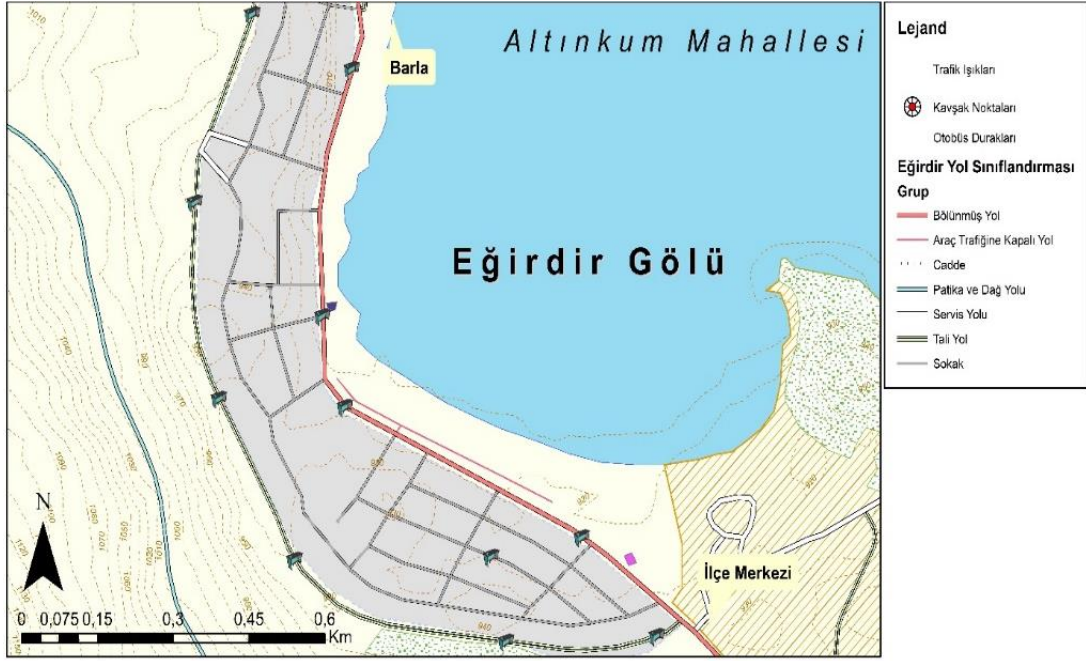 Altınkum Mahallesi
Barla
Eğirdir Gölü
İlçe Merkezi
N
0 0,075 0,15 0,3 0,45 0,6
Km
1010
940
Lejand
Trafik Işıkları
Kavşak Noktaları
Otobüs Durakları
Eğirdir Yol Sınıflandırması
Grup
Bölünmüş Yol
Araç Trafiğine Kapalı Yol
Cadde
Patika ve Dağ Yolu
Servis Yolu
Tali Yol
Sokak